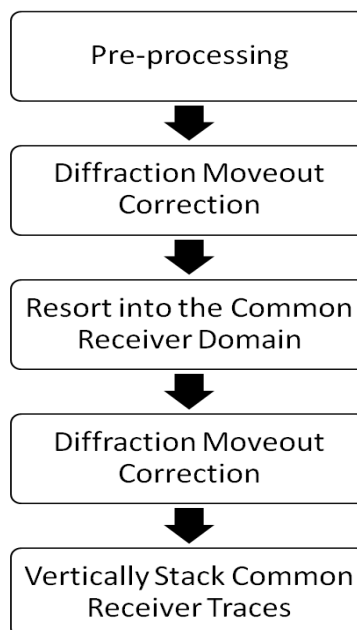 Pre-processing
Diffraction Moveout
Correction
Resort into the Common
Receiver Domain
Diffraction Moveout
Correction
Vertically Stack Common
Receiver Traces